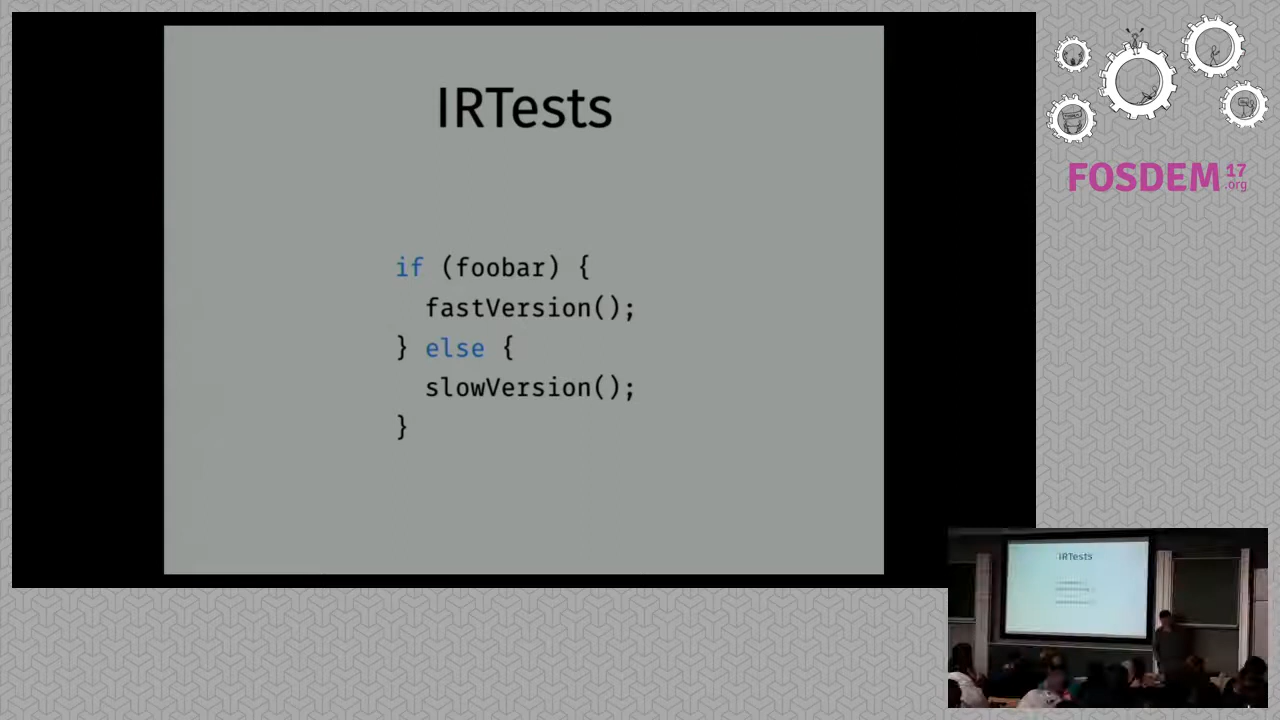 IRTests
if (foobar) {
fastVersion();
} else {
slowVersion();
}
FOSDEM 17
.org
IRTests